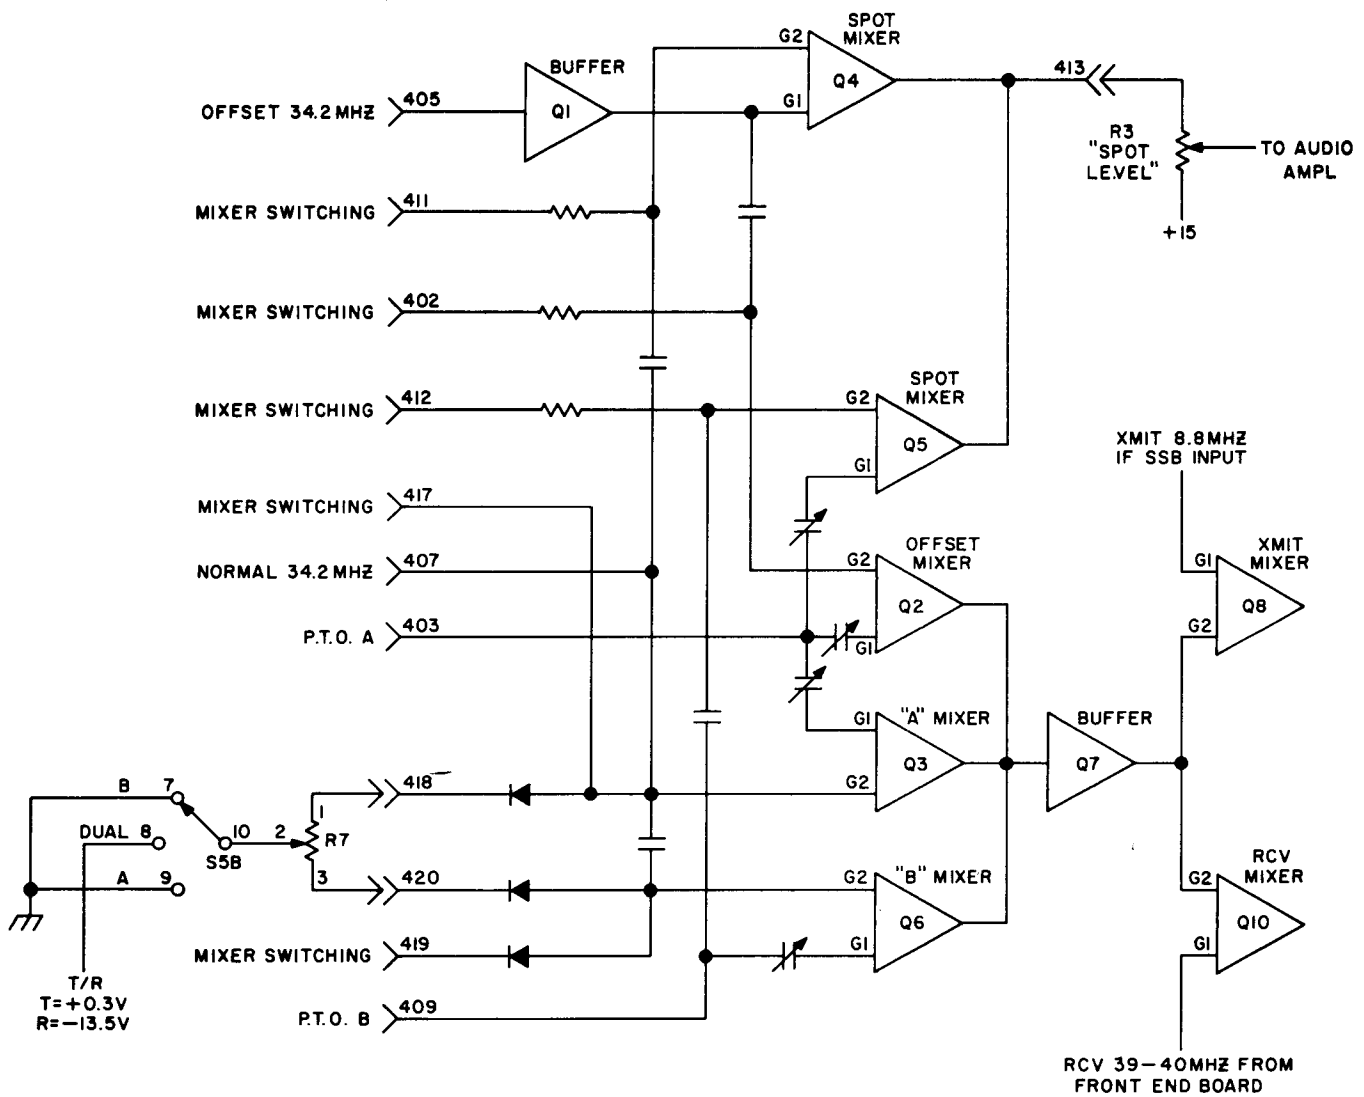 SPOT
MIXER
G2
Q4
G1
BUFFER
Q1
OFFSET 34.2 MHZ
405
413
R3
"SPOT
LEVEL"
TO AUDIO
AMPL
+15
MIXER SWITCHING
411
MIXER SWITCHING
402
MIXER SWITCHING
412
SPOT
MIXER
G2
Q5
G1
XMIT 8.8MHZ
IF SSB INPUT
MIXER SWITCHING
417
NORMAL 34.2 MHZ
407
OFFSET
MIXER
G2
Q2
G1
XMIT
MIXER
G1
Q8
G2
P.T.O. A
403
"A" MIXER
G1
Q3
G2
BUFFER
Q7
B 7
DUAL 8
A 9
S5B
10 2
1
R7
3
418
420
"B" MIXER
G2
Q6
G1
RCV
MIXER
G2
Q10
G1
MIXER SWITCHING
419
T/R
T=+0.3V
R=-13.5V
P.T.O. B
409
RCV 39-40MHZ FROM
FRONT END BOARD